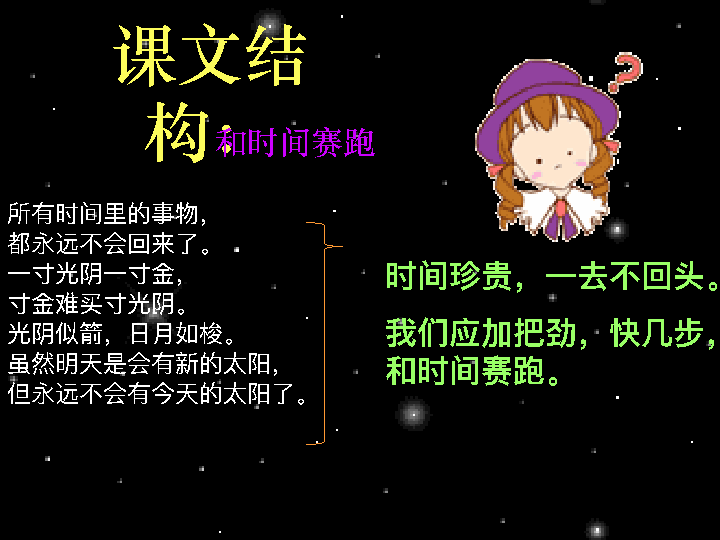 课文结
构：
和时间赛跑
所有时间里的事物，
都永远不会回来了。
一寸光阴一寸金，
寸金难买寸光阴。
光阴似箭，日月如梭。
虽然明天是会有新的太阳，
但永远不会有今天的太阳了。
时间珍贵，一去不回头。
我们应加把劲，快几步，
和时间赛跑。